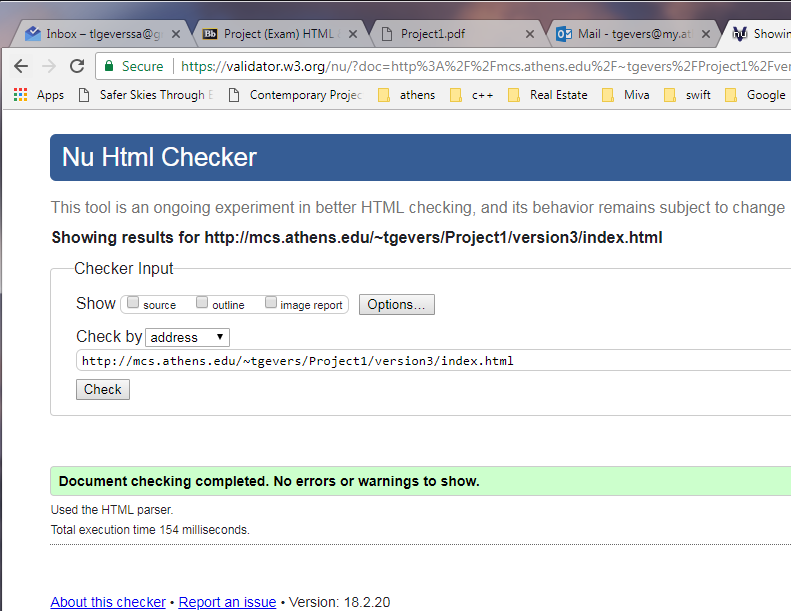 Inbox – tlgeverssa@g
Bb Project (Exam) HTML
Project1.pdf
Mail - tgevers@my.at
Showin
Secure https://validator.w3.org/nu/?doc=http%3A%2F%2Fmcs.athens.edu%2F~tgevers%2FProject1%2Fver
Apps Safer Skies Through Contemporary Projec athens c++ Real Estate Miva swift Google
Nu Html Checker
This tool is an ongoing experiment in better HTML checking, and its behavior remains subject to change
Showing results for http://mcs.athens.edu/~tgevers/Project1/version3/index.html
Checker Input
Show source outline image report Options...
Check by address
http://mcs.athens.edu/~tgevers/Project1/version3/index.html
Check
Document checking completed. No errors or warnings to show.
Used the HTML parser.
Total execution time 154 milliseconds.
About this checker • Report an issue • Version: 18.2.20